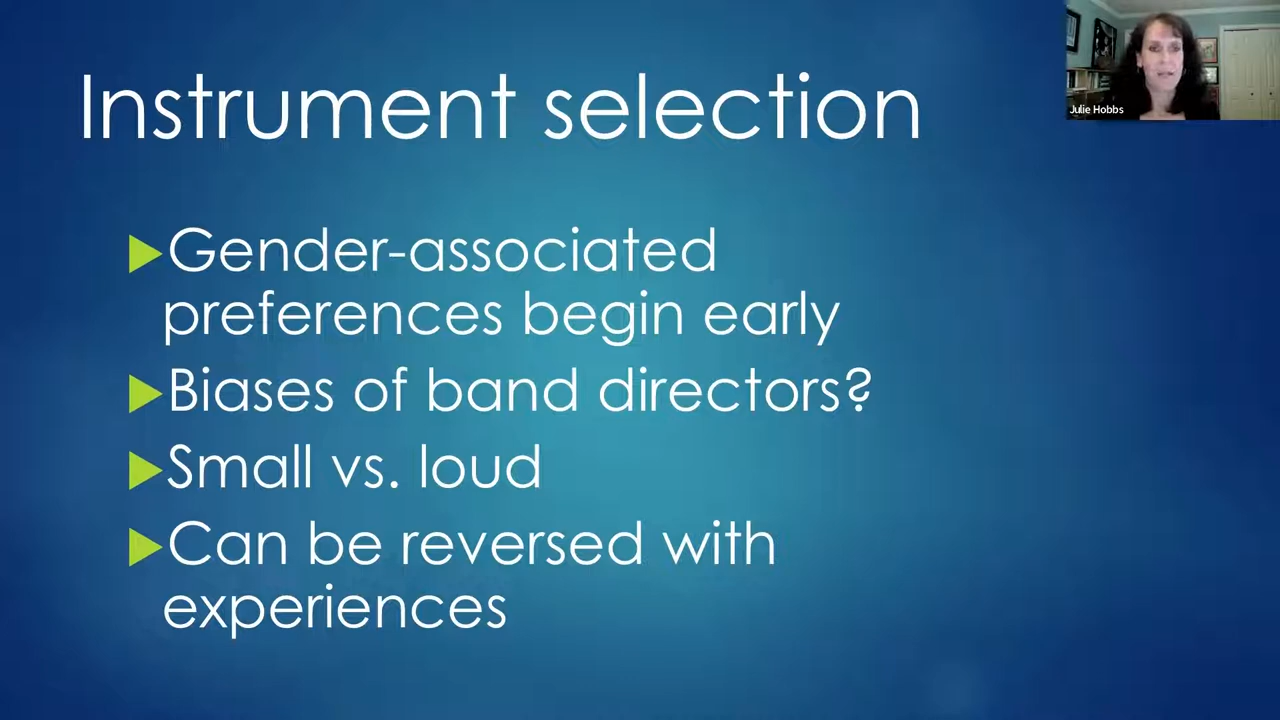 Instrument selection
Julie Hobbs
Gender-associated
preferences begin early
Biases of band directors?
Small vs. loud
Can be reversed with
experiences